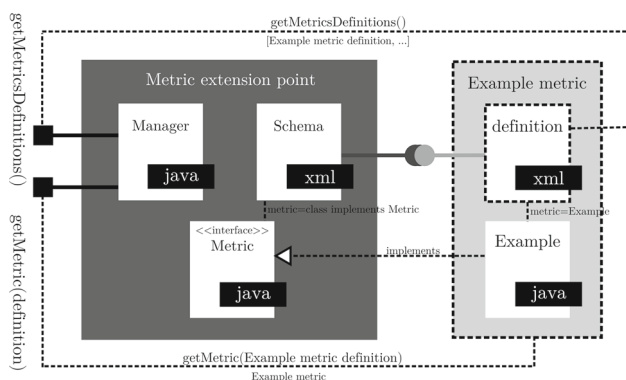 getMetricsDefinitions()
[Example metric definition, ...]
getMetricsDefinitions()
Metric extension point
Example metric
Manager
java
Schema
xml
definition
xml
metric=class implements Metric
metric=Example
<<interface>>
Metric
java
implements
Example
java
getMetric(definition)
getMetric(Example metric definition)
Example metric